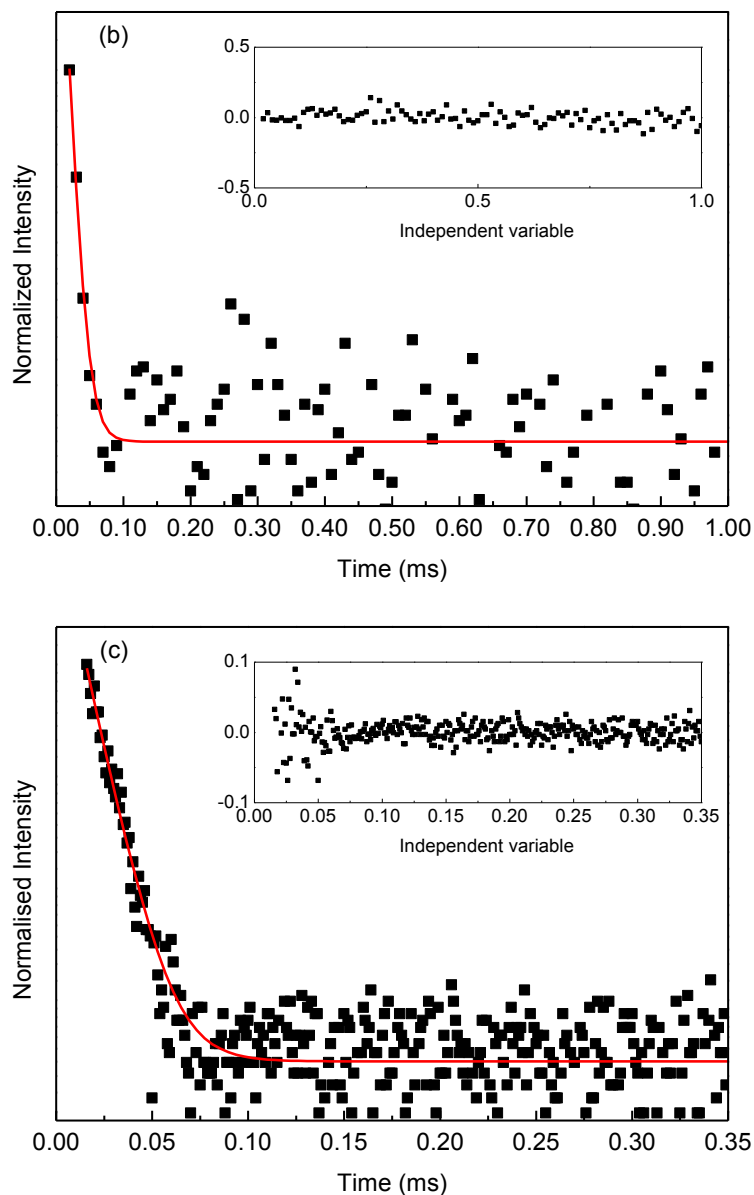 (b)
0.5
0.0
-0.5
0.0 0.5 1.0
Independent variable
Normalized Intensity
0.00 0.10 0.20 0.30 0.40 0.50 0.60 0.70 0.80 0.90 1.00
Time (ms)
(c)
0.1
0.0
-0.1
0.00 0.05 0.10 0.15 0.20 0.25 0.30 0.35
Independent variable
Normalised Intensity
0.00 0.05 0.10 0.15 0.20 0.25 0.30 0.35
Time (ms)